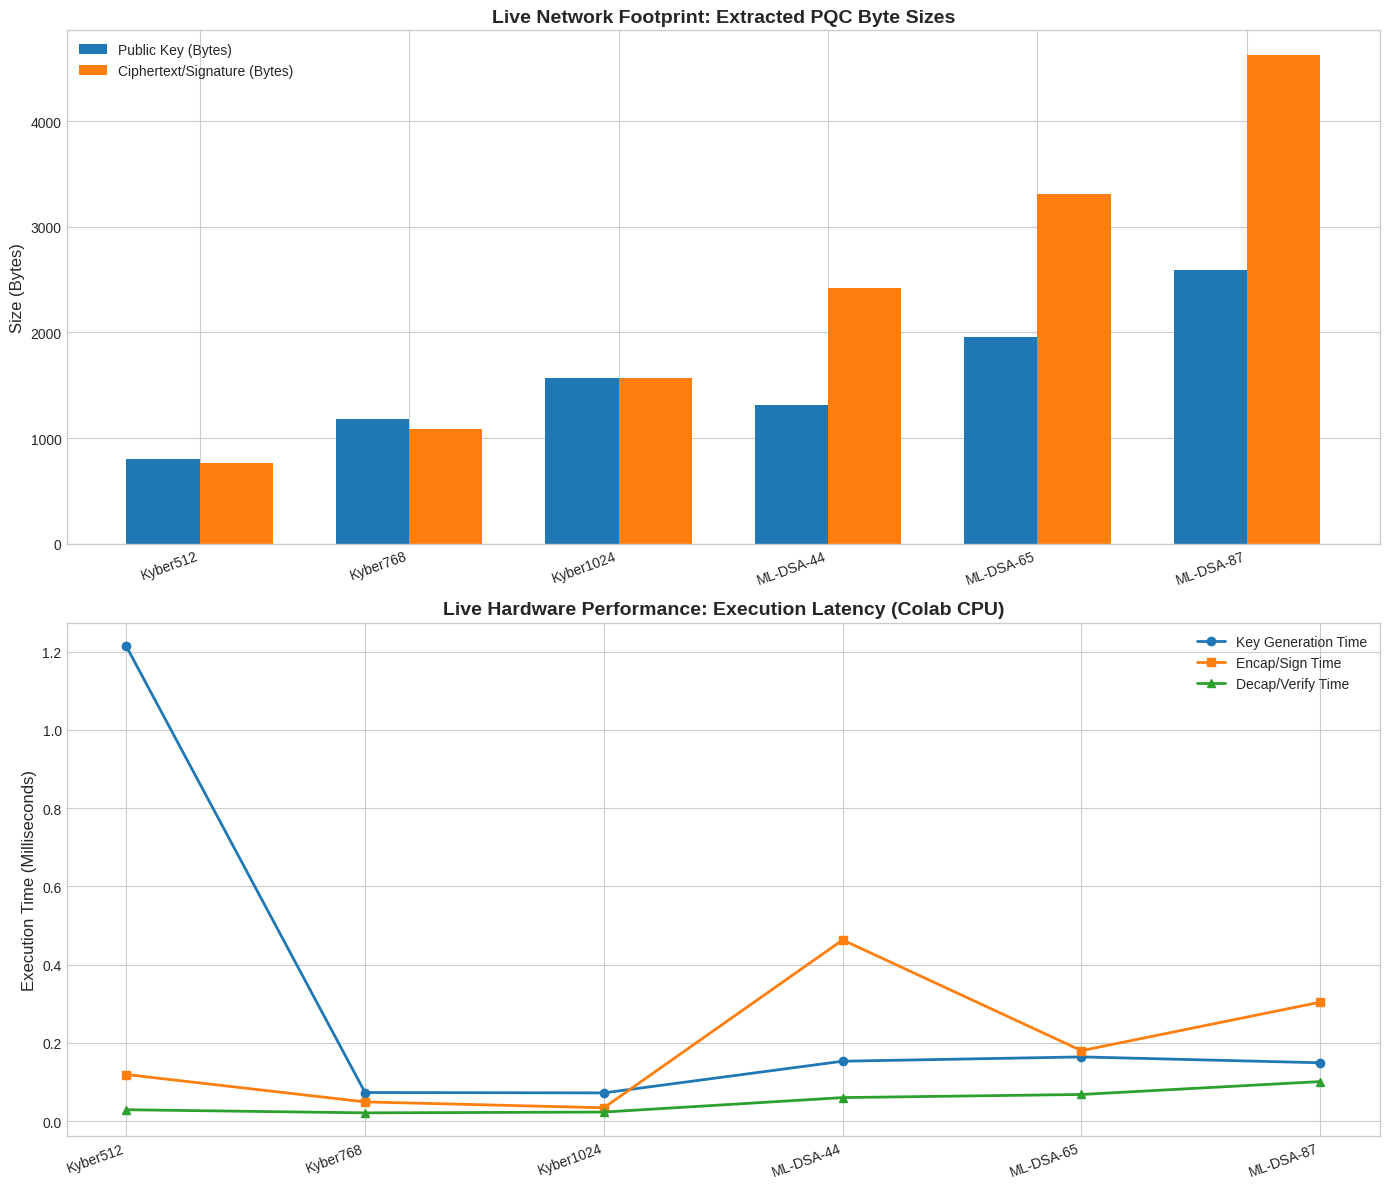 Live Network Footprint: Extracted PQC Byte Sizes
Public Key (Bytes)
Ciphertext/Signature (Bytes)
Size (Bytes)
4000
3000
2000
1000
0
Kyber512
Kyber768
Kyber1024
ML-DSA-44
ML-DSA-65
ML-DSA-87
Live Hardware Performance: Execution Latency (Colab CPU)
Key Generation Time
Encap/Sign Time
Decap/Verify Time
Execution Time (Milliseconds)
1.2
1.0
0.8
0.6
0.4
0.2
0.0
Kyber512
Kyber768
Kyber1024
ML-DSA-44
ML-DSA-65
ML-DSA-87